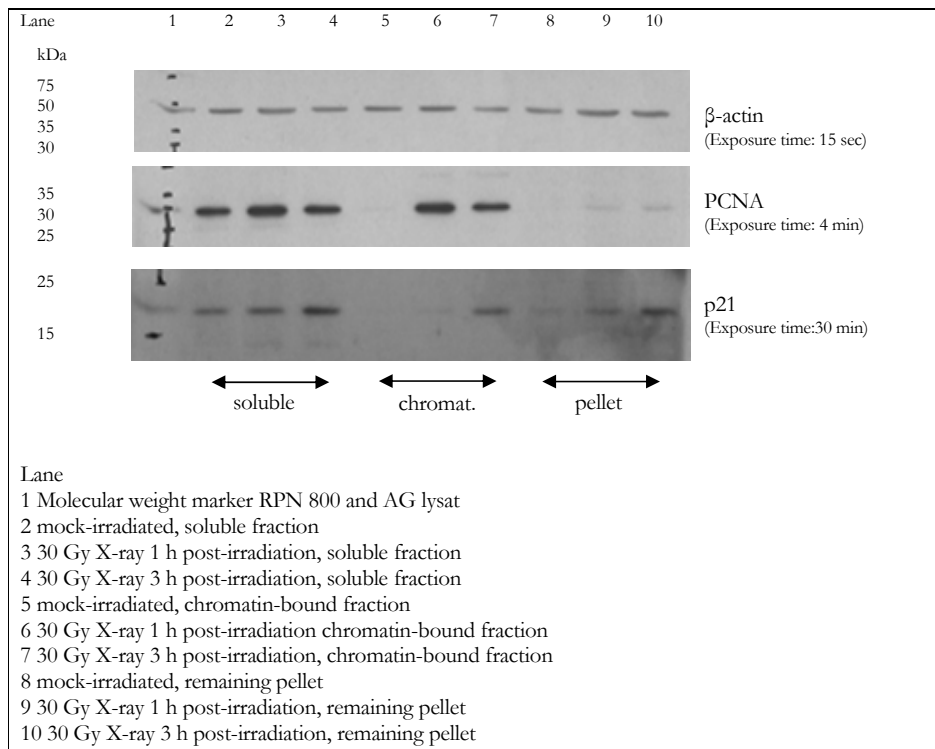 Lane 1 2 3 4 5 6 7 8 9 10
kDa
75
50
35
30
β-actin
(Exposure time: 15 sec)
35
30
25
PCNA
(Exposure time: 4 min)
25
15
p21
(Exposure time:30 min)
soluble chromat. pellet
Lane
1 Molecular weight marker RPN 800 and AG lysat
2 mock-irradiated, soluble fraction
3 30 Gy X-ray 1 h post-irradiation, soluble fraction
4 30 Gy X-ray 3 h post-irradiation, soluble fraction
5 mock-irradiated, chromatin-bound fraction
6 30 Gy X-ray 1 h post-irradiation chromatin-bound fraction
7 30 Gy X-ray 3 h post-irradiation, chromatin-bound fraction
8 mock-irradiated, remaining pellet
9 30 Gy X-ray 1 h post-irradiation, remaining pellet
10 30 Gy X-ray 3 h post-irradiation, remaining pellet